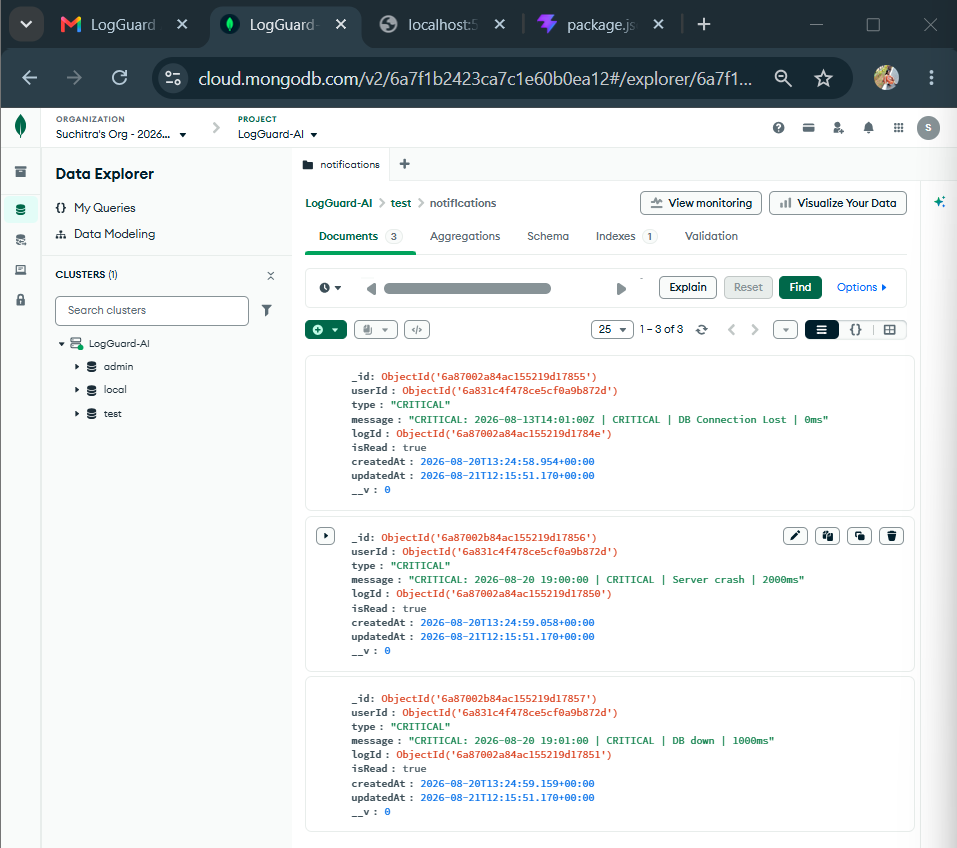 LogGuard
LogGuard-
localhost:5
package.js
cloud.mongodb.com/v2/6a7f1b2423ca7c1e60b0ea12#/explorer/6a7f1...
ORGANIZATION
Suchitra's Org - 2026...
PROJECT
LogGuard-AI
S
Data Explorer
My Queries
Data Modeling
CLUSTERS (1)
Search clusters
LogGuard-AI
admin
local
test
notifications
LogGuard-AI > test > notifications
View monitoring
Visualize Your Data
Documents 3
Aggregations
Schema
Indexes 1
Validation
Explain
Reset
Find
Options
25
1 – 3 of 3
_id: ObjectId('6a87002a84ac155219d17855')
userId : ObjectId('6a831c4f478ce5cf0a9b872d')
type : "CRITICAL"
message : "CRITICAL: 2026-08-13T14:01:00Z | CRITICAL | DB Connection Lost | 0ms"
logId : ObjectId('6a87002a84ac155219d1784e')
isRead : true
createdAt : 2026-08-20T13:24:58.954+00:00
updatedAt : 2026-08-21T12:15:51.170+00:00
__v : 0
_id: ObjectId('6a87002b84ac155219d17856')
userId : ObjectId('6a831c4f478ce5cf0a9b872d')
type : "CRITICAL"
message : "CRITICAL: 2026-08-20 19:00:00 | CRITICAL | Server crash | 2000ms"
logId : ObjectId('6a87002a84ac155219d17850')
isRead : true
createdAt : 2026-08-20T13:24:59.058+00:00
updatedAt : 2026-08-21T12:15:51.170+00:00
__v : 0
_id: ObjectId('6a87002b84ac155219d17857')
userId : ObjectId('6a831c4f478ce5cf0a9b872d')
type : "CRITICAL"
message : "CRITICAL: 2026-08-20 19:01:00 | CRITICAL | DB down | 1000ms"
logId : ObjectId('6a87002a84ac155219d17851')
isRead : true
createdAt : 2026-08-20T13:24:59.159+00:00
updatedAt : 2026-08-21T12:15:51.170+00:00
__v : 0